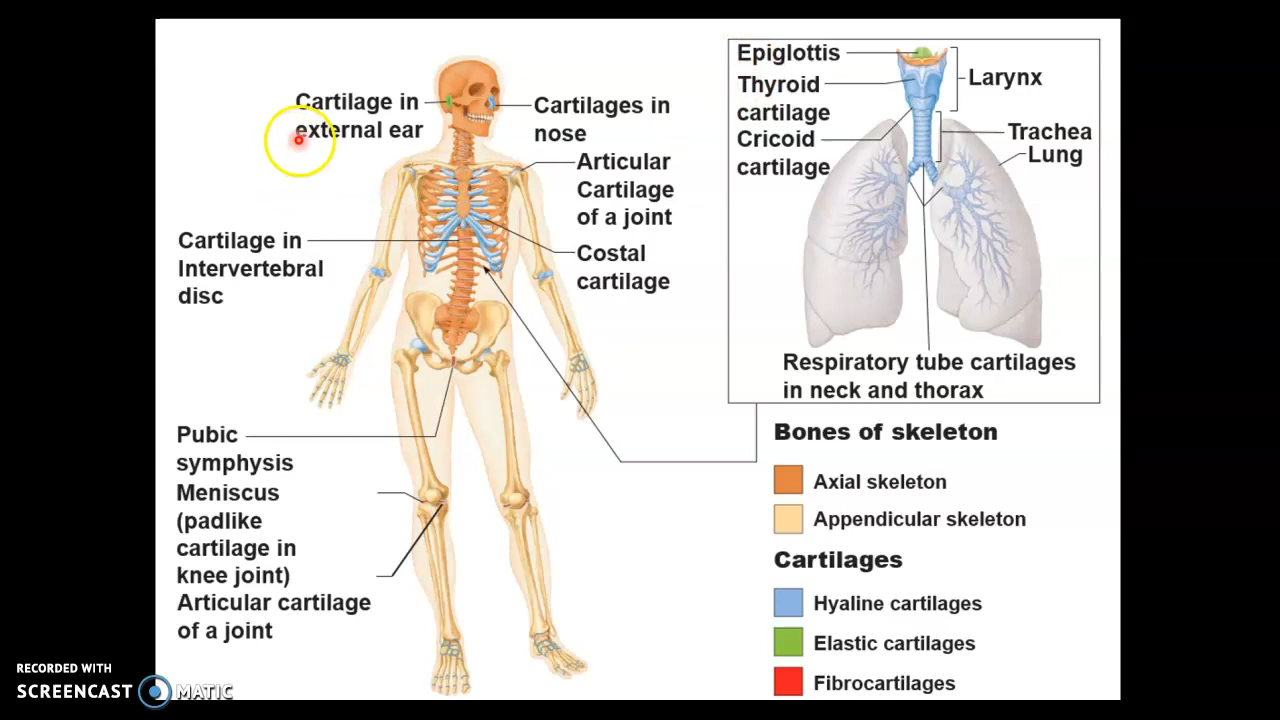 Cartilage in
external ear
Cartilages in
nose
Articular
Cartilage
of a joint
Cartilage in
Intervertebral
disc
Costal
cartilage
Pubic
symphysis
Meniscus
(padlike
cartilage in
knee joint)
Articular cartilage
of a joint
Epiglottis
Thyroid
cartilage
Cricoid
cartilage
Larynx
Trachea
Lung
Respiratory tube cartilages
in neck and thorax
Bones of skeleton
Axial skeleton
Appendicular skeleton
Cartilages
Hyaline cartilages
Elastic cartilages
Fibrocartilages
RECORDED WITH
SCREENCAST MATIC